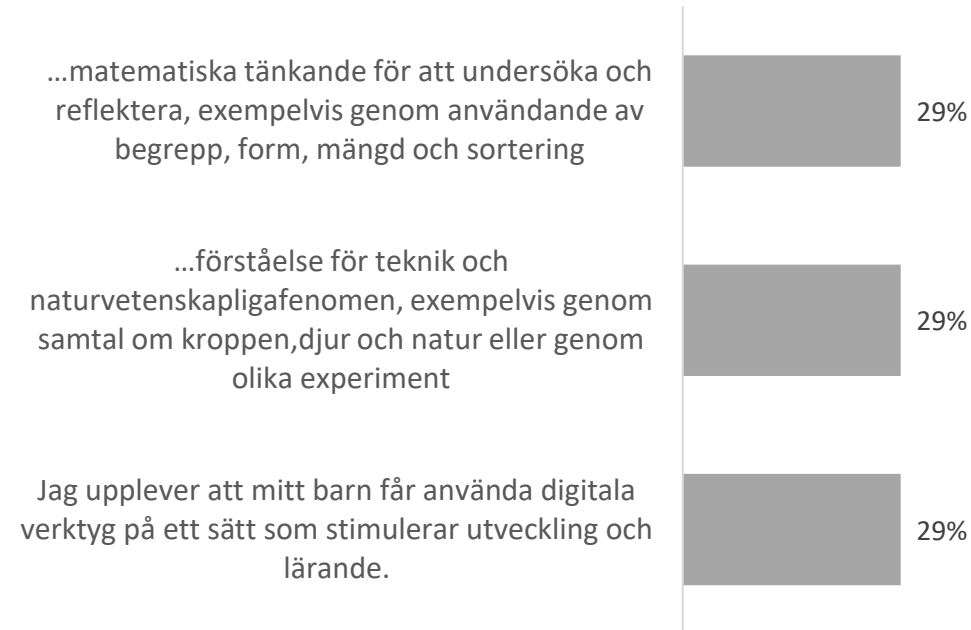 ...matematiska tänkande för att undersöka och
reflektera, exempelvis genom användande av
begrepp, form, mängd och sortering
29%
...förståelse för teknik och
naturvetenskapligafenomen, exempelvis genom
samtal om kroppen,djur och natur eller genom
olika experiment
29%
Jag upplever att mitt barn får använda digitala
verktyg på ett sätt som stimulerar utveckling och
lärande.
29%